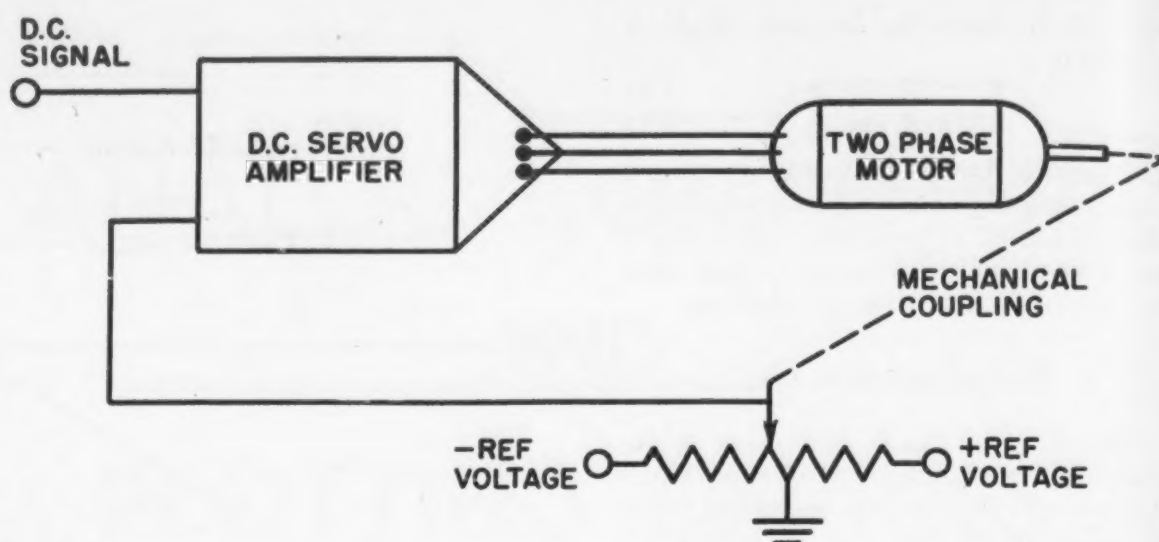 D.C.
SIGNAL
D.C. SERVO
AMPLIFIER
TWO PHASE
MOTOR
MECHANICAL
COUPLING
−REF
VOLTAGE
+REF
VOLTAGE